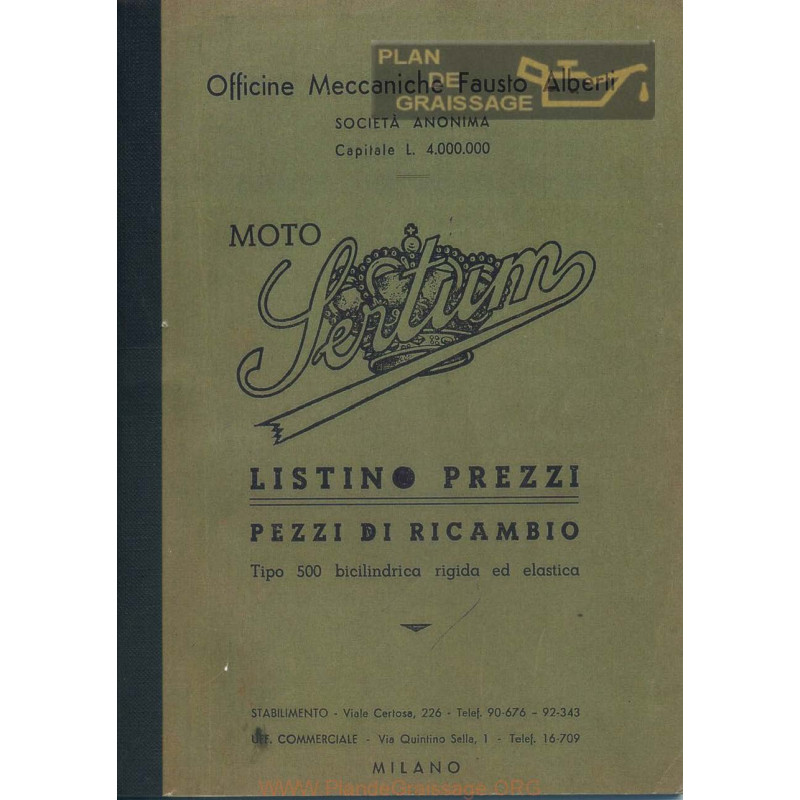 PLAN
DE
GRAISSAGE
Officine Meccaniche Fausto Alberti
SOCIETÀ ANONIMA
Capitale L. 4.000.000
MOTO
Sertum
LISTINO PREZZI
PEZZI DI RICAMBIO
Tipo 500 bicilindrica rigida ed elastica
STABILIMENTO - Viale Certosa, 226 - Telef. 90-676 - 92-343
UFF. COMMERCIALE - Via Quintino Sella, 1 - Telef. 16-709
MILANO
WWW.PlandeGraissage.ORG